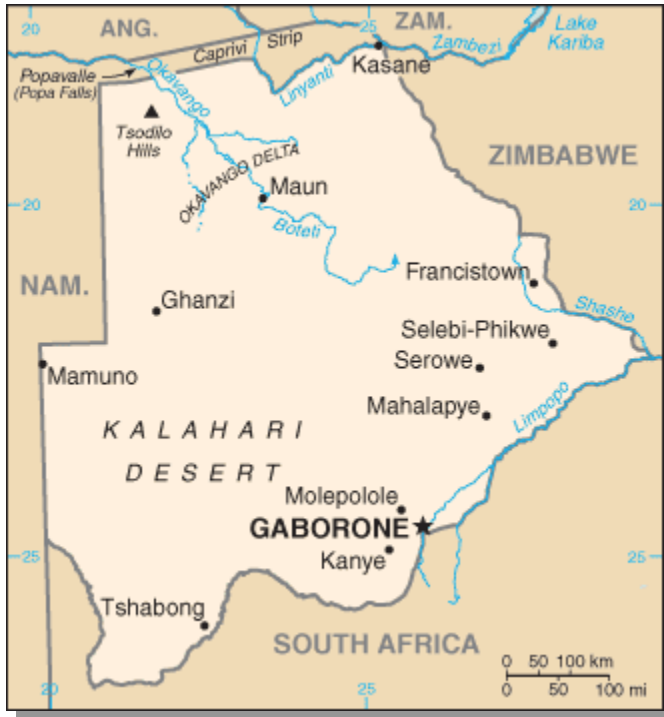 20
ANG.
25
ZAM.
Lake
Kariba
Zambezi
Caprivi Strip
Kasane
Popavalle
(Popa Falls)
Okavango
Linyanti
Tsodilo
Hills
ZIMBABWE
OKAVANGO DELTA
Maun
20
20
Boteti
NAM.
Ghanzi
Francistown
Shashe
Selebi-Phikwe
Serowe
Mamuno
Mahalapye
Limpopo
KALAHARI
DESERT
Molepolole
GABORONE
Kanye
25
25
Tshabong
SOUTH AFRICA
0 50 100 km
0 50 100 mi
20
25